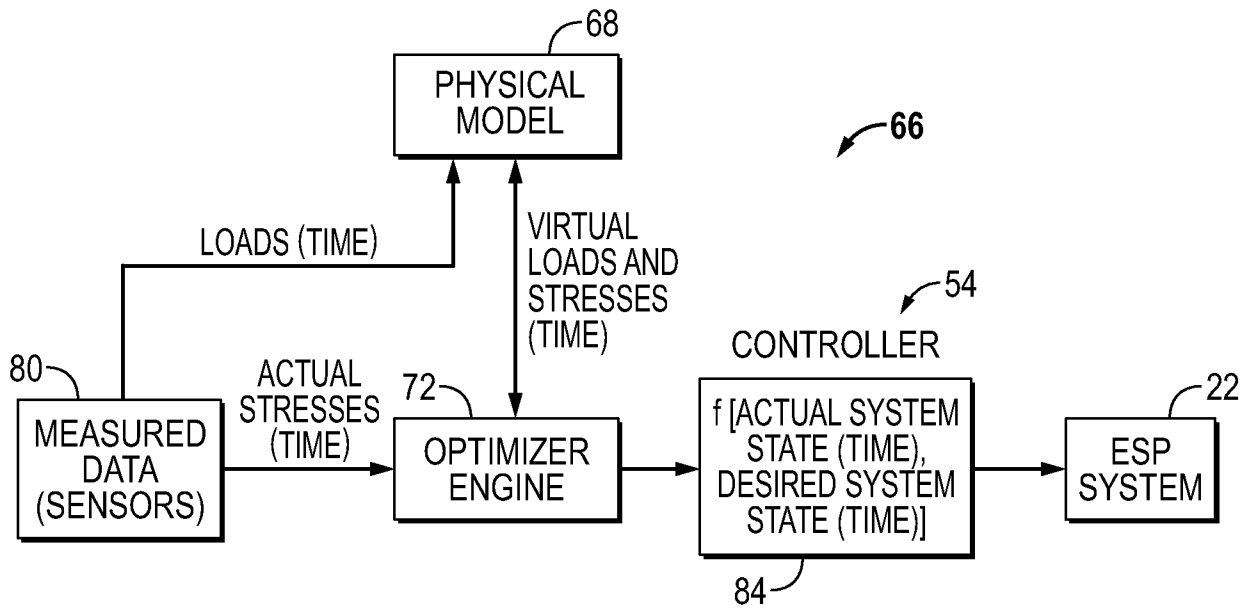 68
PHYSICAL
MODEL
66
LOADS (TIME)
VIRTUAL
LOADS AND
STRESSES
(TIME)
54
CONTROLLER
80
MEASURED
DATA
(SENSORS)
ACTUAL
STRESSES
(TIME)
72
OPTIMIZER
ENGINE
f [ACTUAL SYSTEM
STATE (TIME),
DESIRED SYSTEM
STATE (TIME)]
84
22
ESP
SYSTEM